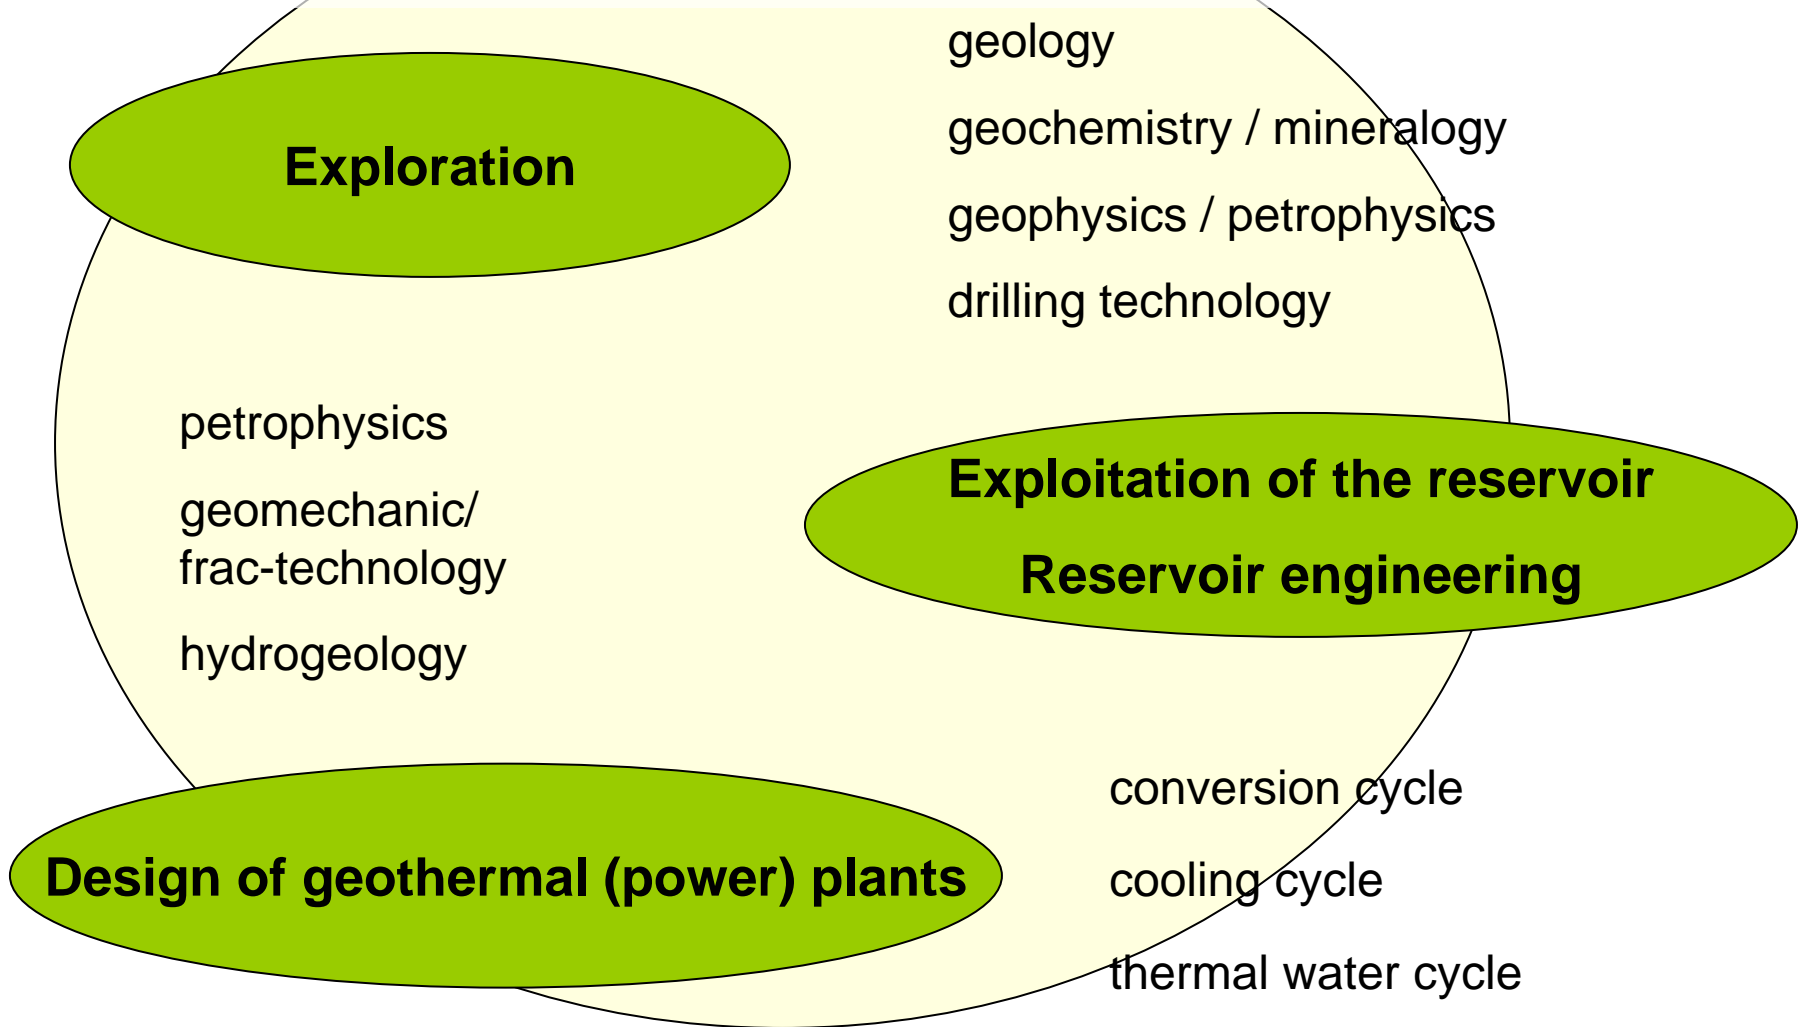 Exploration
geology
geochemistry / mineralogy
geophysics / petrophysics
drilling technology
petrophysics
geomechanic/
frac-technology
hydrogeology
Exploitation of the reservoir
Reservoir engineering
Design of geothermal (power) plants
conversion cycle
cooling cycle
thermal water cycle